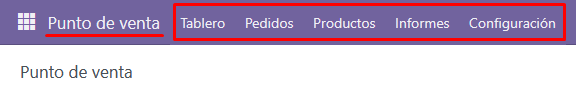 Punto de venta Tablero Pedidos Productos Informes Configuración
Punto de venta